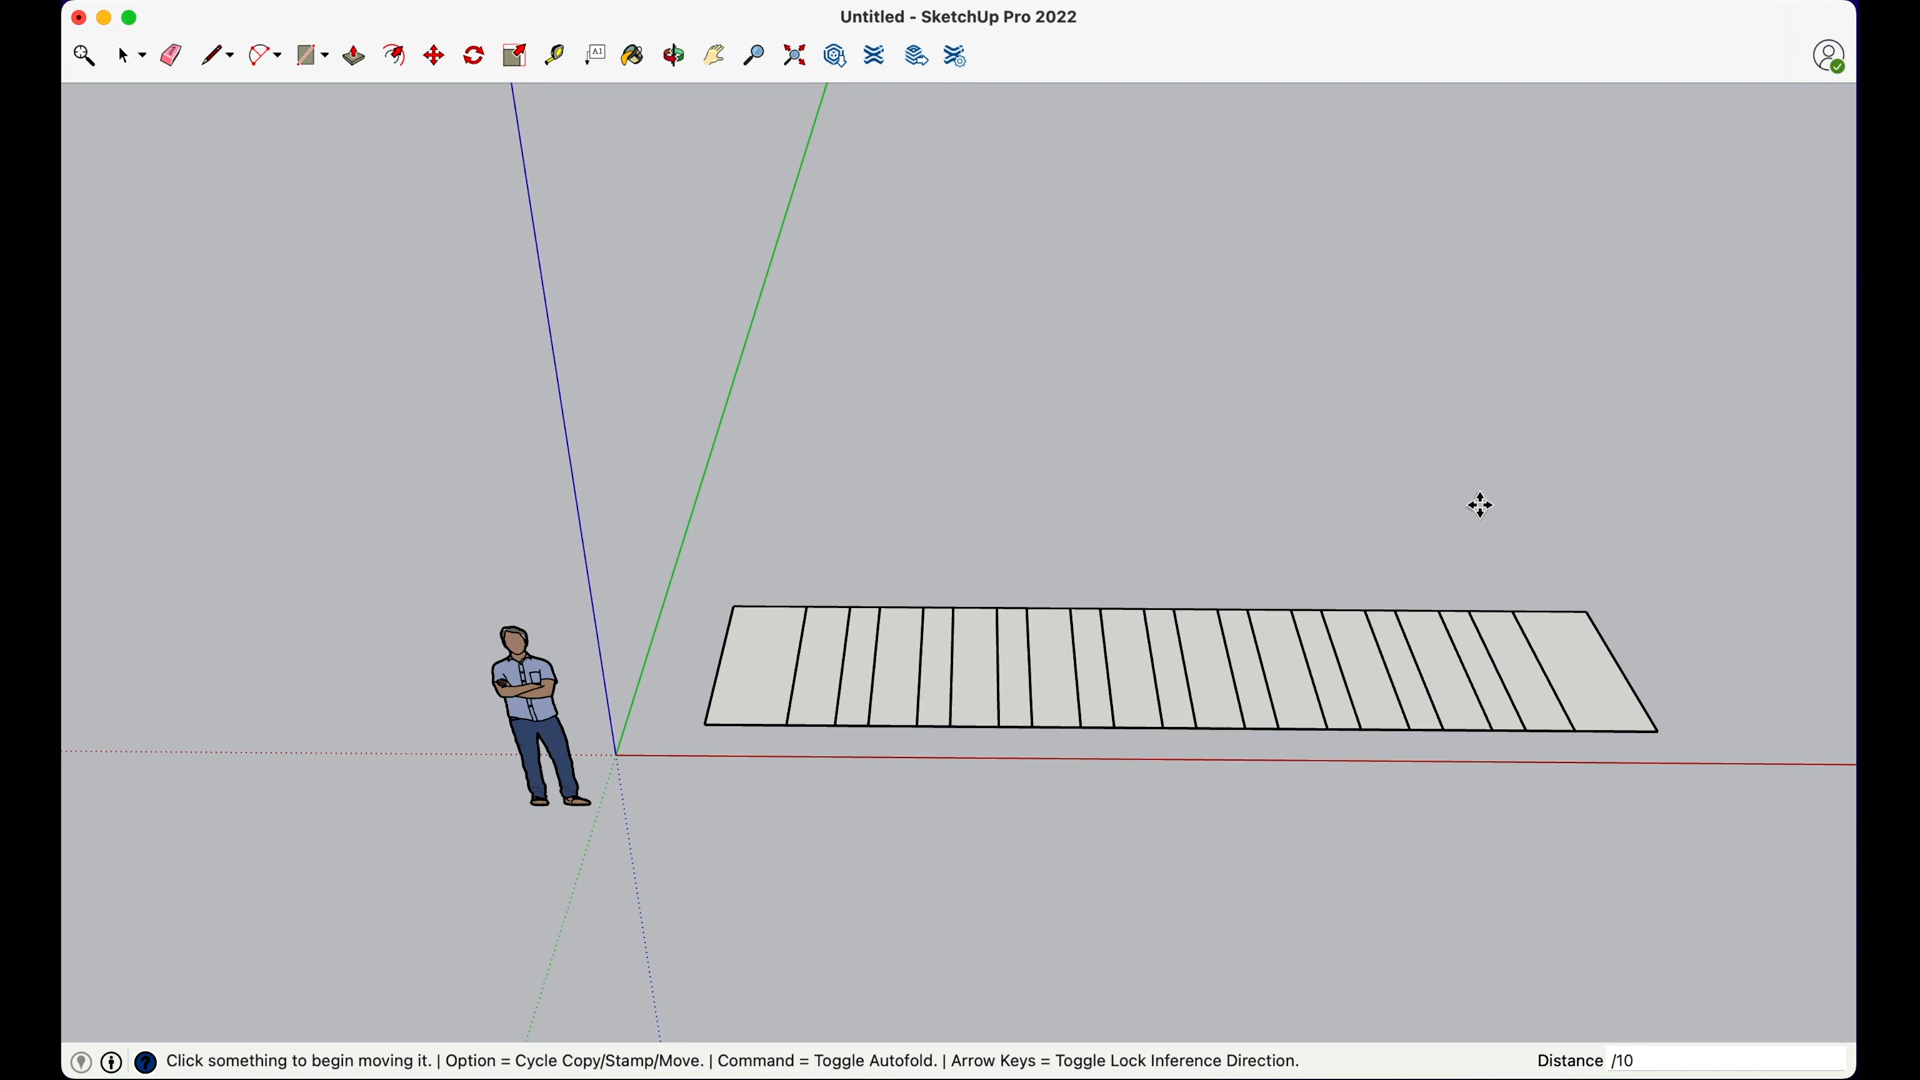 Untitled - SketchUp Pro 2022
A1
Click something to begin moving it. | Option = Cycle Copy/Stamp/Move. | Command = Toggle Autofold. | Arrow Keys = Toggle Lock Inference Direction.
Distance /10